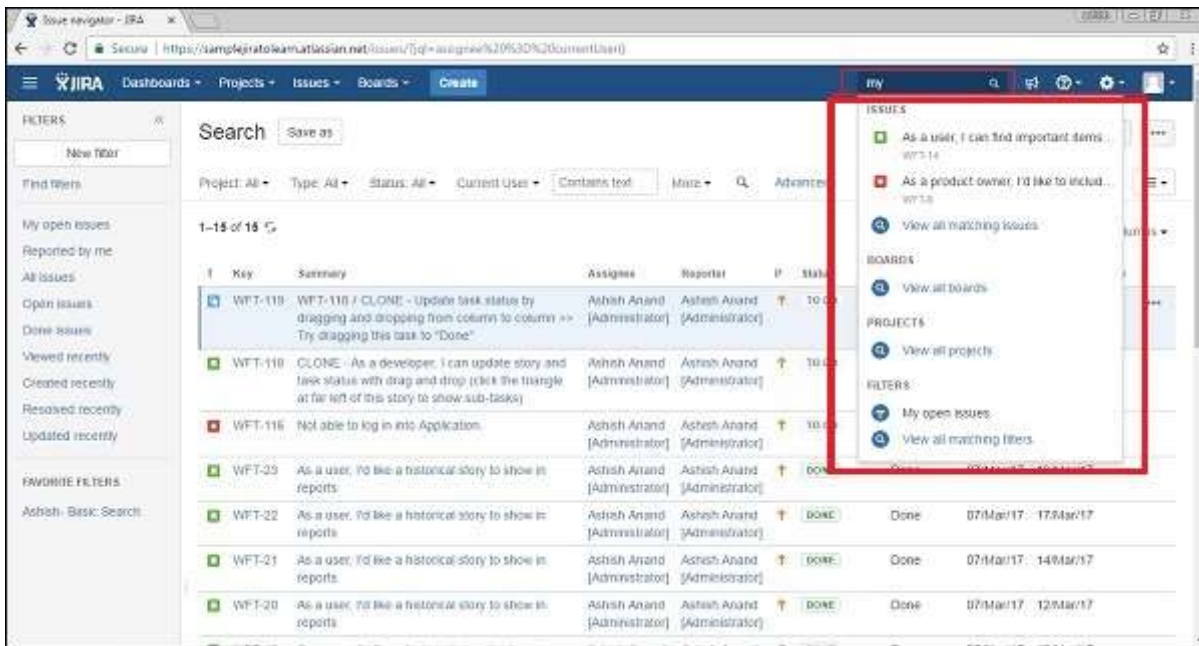 Issue navigator - JIRA
Secure https://samplejiratolearn.atlassian.net/issues/?jql=assignee%20%3D%20currentUser()
JIRA Dashboards Projects Issues Boards Create my
FILTERS
New filter
Find filters
My open issues
Reported by me
All issues
Open issues
Done issues
Viewed recently
Created recently
Resolved recently
Updated recently
FAVORITE FILTERS
Ashish- Basic Search
Search Save as
Project: All Type: All Status: All Current User Contains text More Advanced
1–15 of 15
T Key Summary Assignee Reporter P Status
WFT-119 WFT-118 / CLONE - Update task status by Ashish Anand Ashish Anand TO DO
dragging and dropping from column to column >> [Administrator] [Administrator]
Try dragging this task to "Done"
WFT-118 CLONE - As a developer, I can update story and Ashish Anand Ashish Anand
task status with drag and drop (click the triangle [Administrator] [Administrator]
at far left of this story to show sub-tasks)
WFT-116 Not able to log in into Application. Ashish Anand Ashish Anand
[Administrator] [Administrator]
WFT-23 As a user, I'd like a historical story to show in Ashish Anand Ashish Anand
reports [Administrator] [Administrator]
WFT-22 As a user, I'd like a historical story to show in Ashish Anand Ashish Anand DONE Done 07/Mar/17 17/Mar/17
reports [Administrator] [Administrator]
WFT-21 As a user, I'd like a historical story to show in Ashish Anand Ashish Anand DONE Done 07/Mar/17 14/Mar/17
reports [Administrator] [Administrator]
WFT-20 As a user, I'd like a historical story to show in Ashish Anand Ashish Anand DONE Done 07/Mar/17 12/Mar/17
reports [Administrator] [Administrator]
ISSUES
As a user, I can find important items ...
WFT-14
As a product owner, I'd like to includ...
View all matching issues
BOARDS
View all boards
PROJECTS
View all projects
FILTERS
My open issues
View all matching filters